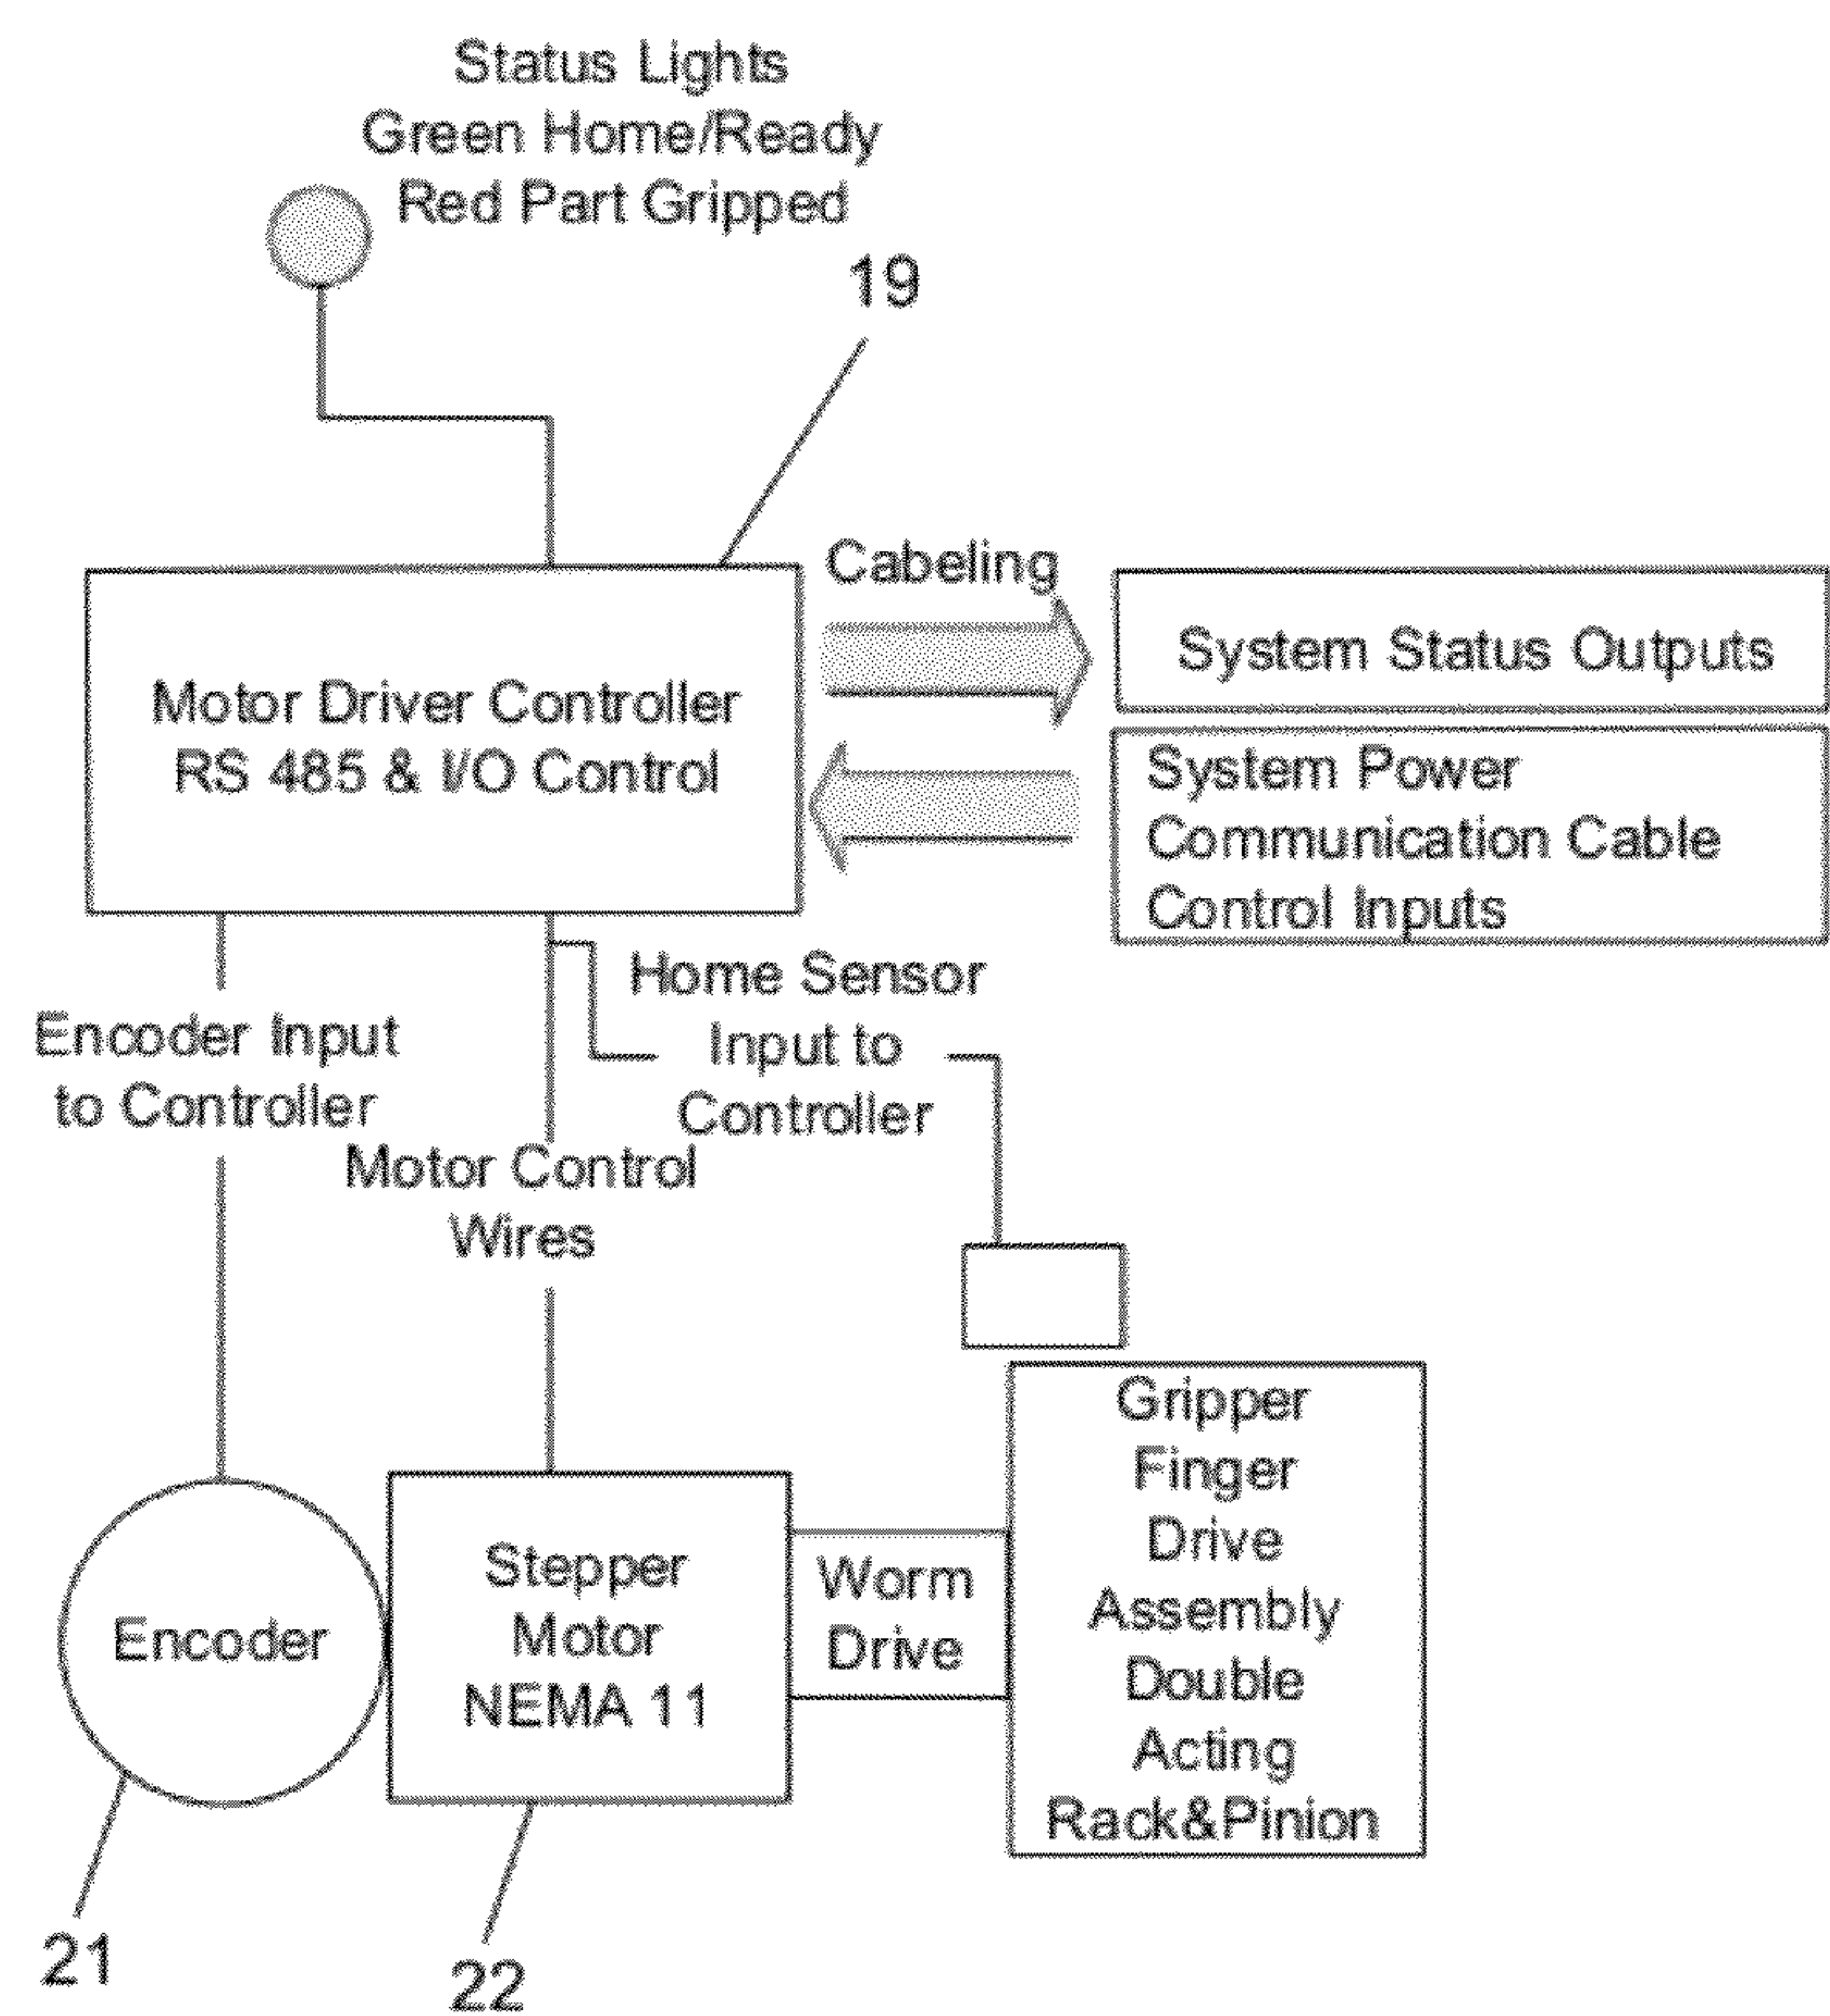 Status Lights
Green Home/Ready
Red Part Gripped
19
Cabeling
Motor Driver Controller
RS 485 & I/O Control
System Status Outputs
System Power
Communication Cable
Control Inputs
Encoder Input
to Controller
Home Sensor
Input to
Controller
Motor Control
Wires
Encoder
Stepper
Motor
NEMA 11
Worm
Drive
Gripper
Finger
Drive
Assembly
Double
Acting
Rack&Pinion
21
22